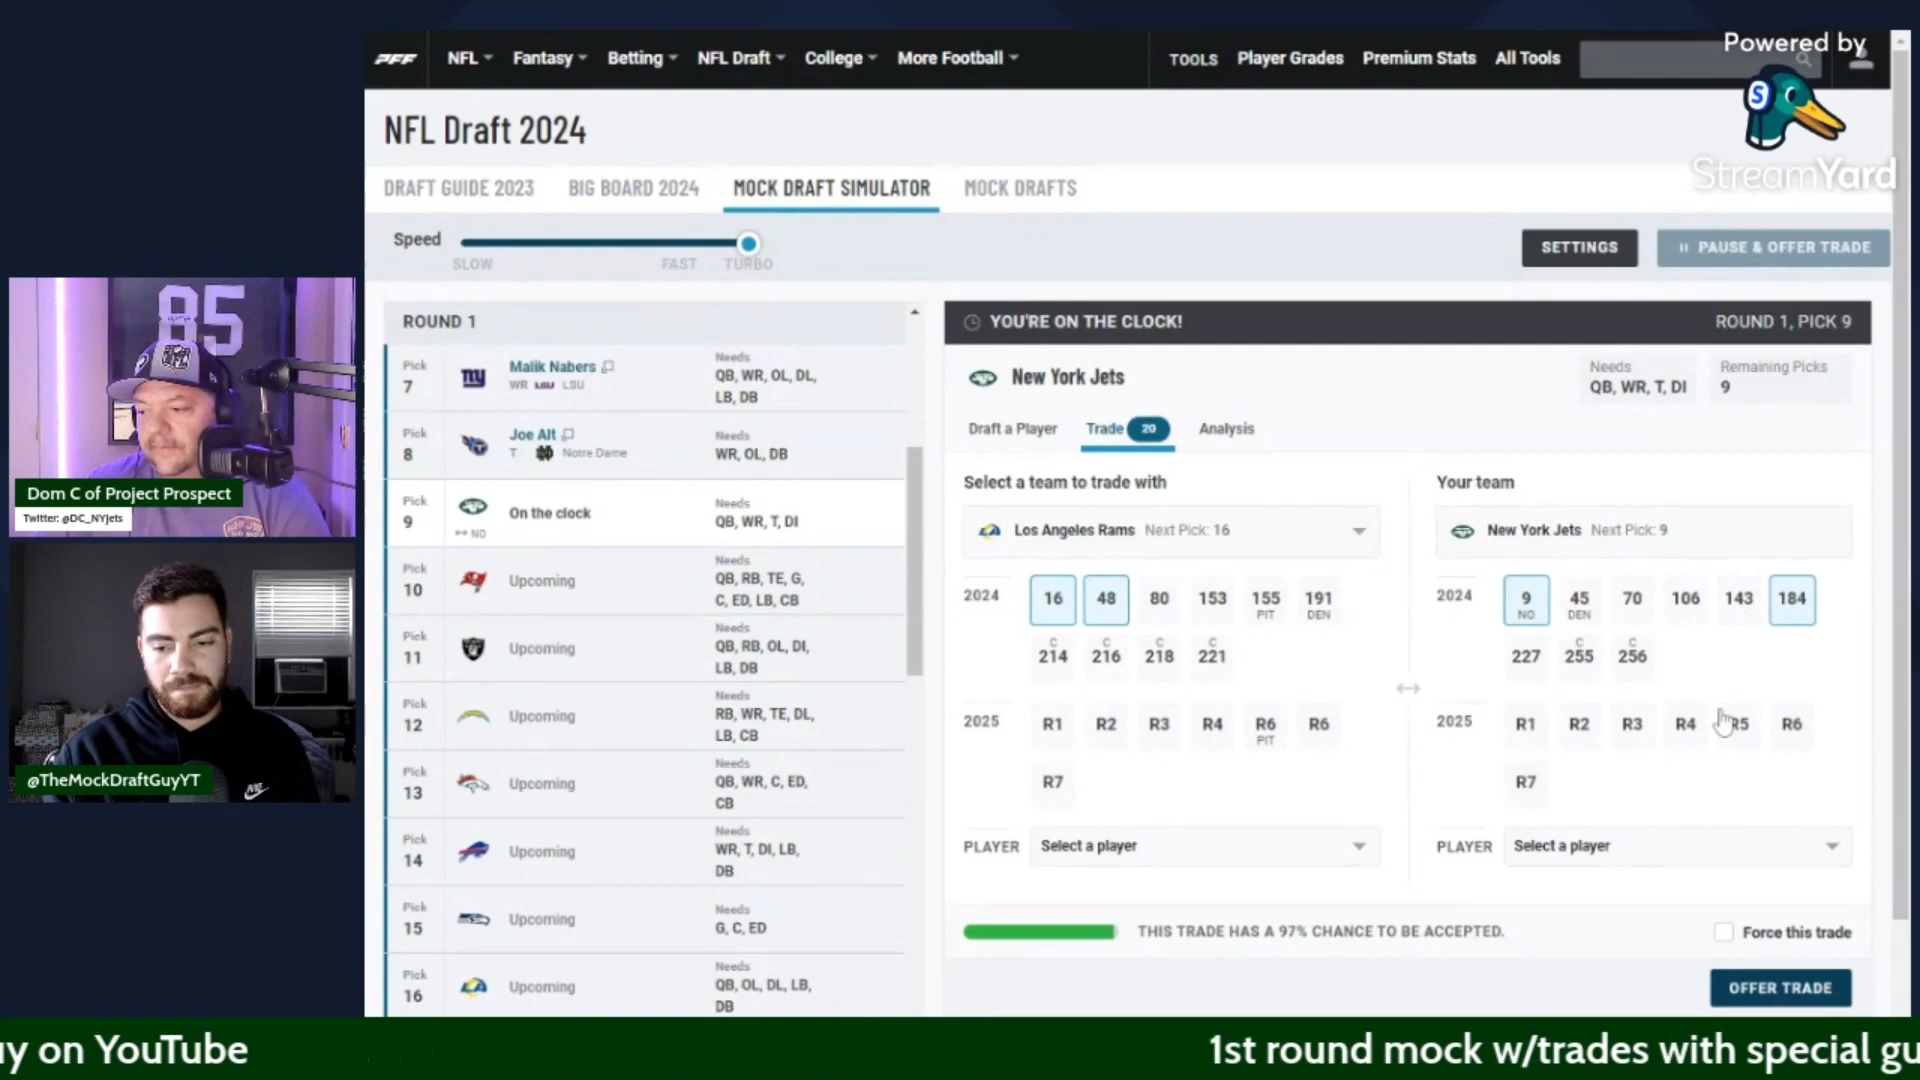 Powered by
StreamYard
PFF NFL Fantasy Betting NFL Draft College More Football TOOLS Player Grades Premium Stats All Tools
NFL Draft 2024
DRAFT GUIDE 2023 BIG BOARD 2024 MOCK DRAFT SIMULATOR MOCK DRAFTS
Speed
SLOW FAST TURBO
SETTINGS
PAUSE & OFFER TRADE
ROUND 1
Pick 7 Malik Nabers WR LSU LSU Needs QB, WR, OL, DL, LB, DB
Pick 8 Joe Alt T Notre Dame Needs WR, OL, DB
Pick 9 NO On the clock Needs QB, WR, T, DI
Pick 10 Upcoming Needs QB, RB, TE, G, C, ED, LB, CB
Pick 11 Upcoming Needs QB, RB, OL, DI, LB, DB
Pick 12 Upcoming Needs RB, WR, TE, DL, LB, CB
Pick 13 Upcoming Needs QB, WR, C, ED, CB
Pick 14 Upcoming Needs WR, T, DI, LB, DB
Pick 15 Upcoming Needs G, C, ED
Pick 16 Upcoming Needs QB, OL, DL, LB, DB
YOU'RE ON THE CLOCK! ROUND 1, PICK 9
New York Jets
Needs QB, WR, T, DI
Remaining Picks 9
Draft a Player Trade 20 Analysis
Select a team to trade with
Los Angeles Rams Next Pick: 16
2024 16 48 80 153 155 PIT 191 DEN
C 214 C 216 C 218 C 221
2025 R1 R2 R3 R4 R6 PIT R6
R7
PLAYER Select a player
Your team
New York Jets Next Pick: 9
2024 9 NO 45 DEN 70 106 143 184
227 C 255 C 256
2025 R1 R2 R3 R4 R5 R6
R7
PLAYER Select a player
THIS TRADE HAS A 97% CHANCE TO BE ACCEPTED.
Force this trade
OFFER TRADE
85
NFL
Dom C of Project Prospect
Twitter: @DC_NYJets
@TheMockDraftGuyYT
NIKE
uy on YouTube
1st round mock w/trades with special gu